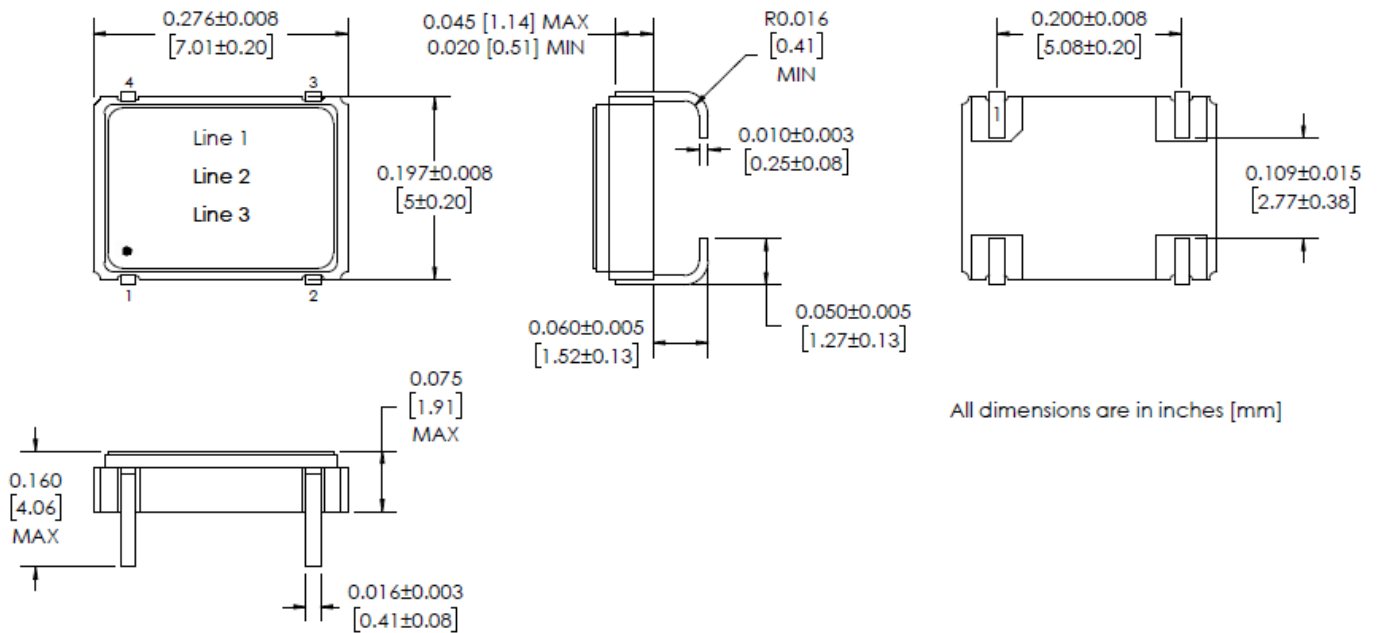 0.276±0.008
[7.01±0.20]
4
3
Line 1
Line 2
Line 3
1
2
0.197±0.008
[5±0.20]
0.045 [1.14] MAX
0.020 [0.51] MIN
R0.016
[0.41]
MIN
0.010±0.003
[0.25±0.08]
0.060±0.005
[1.52±0.13]
0.050±0.005
[1.27±0.13]
0.200±0.008
[5.08±0.20]
1
0.109±0.015
[2.77±0.38]
0.075
[1.91]
MAX
0.160
[4.06]
MAX
0.016±0.003
[0.41±0.08]
All dimensions are in inches [mm]